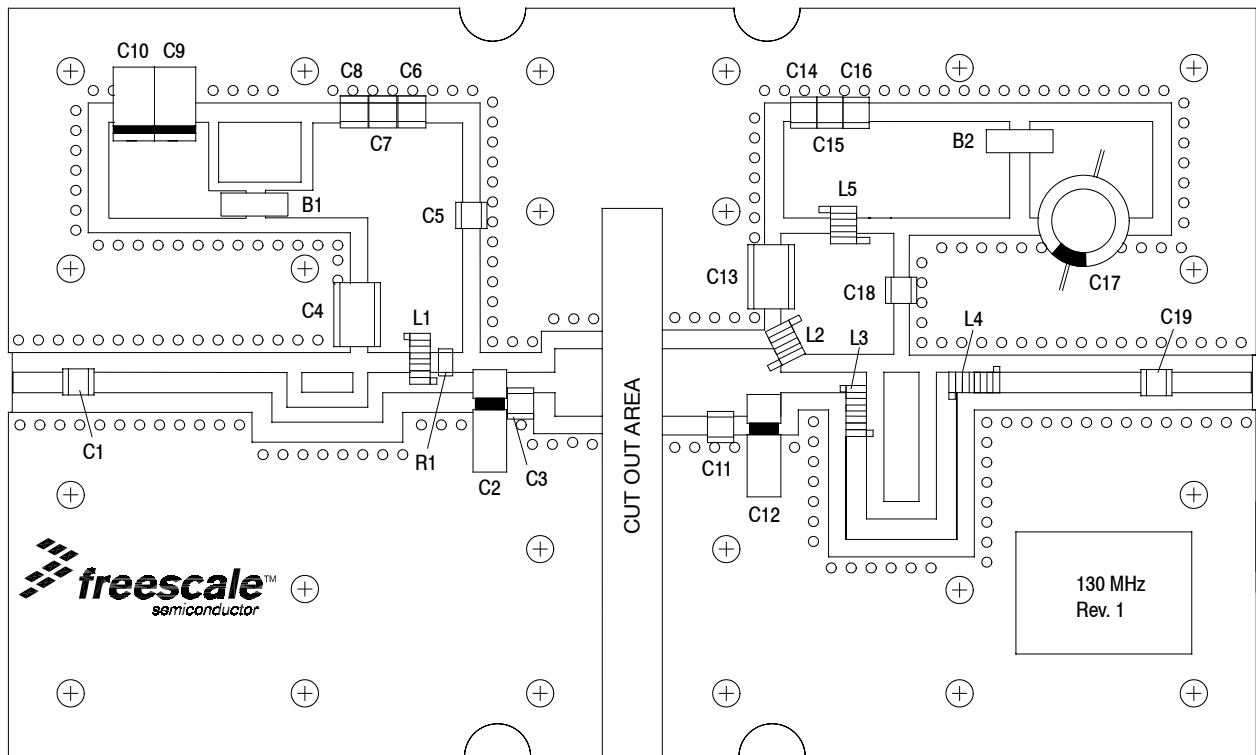 C10 C9
C8 C6
C14 C16
C7
C15
B2
B1
C5
L5
C4
C13
C18
C17
L1
L2
L3
L4
C19
C1
R1
C2
C3
C11
C12
CUT OUT AREA
freescale™
semiconductor
130 MHz
Rev. 1